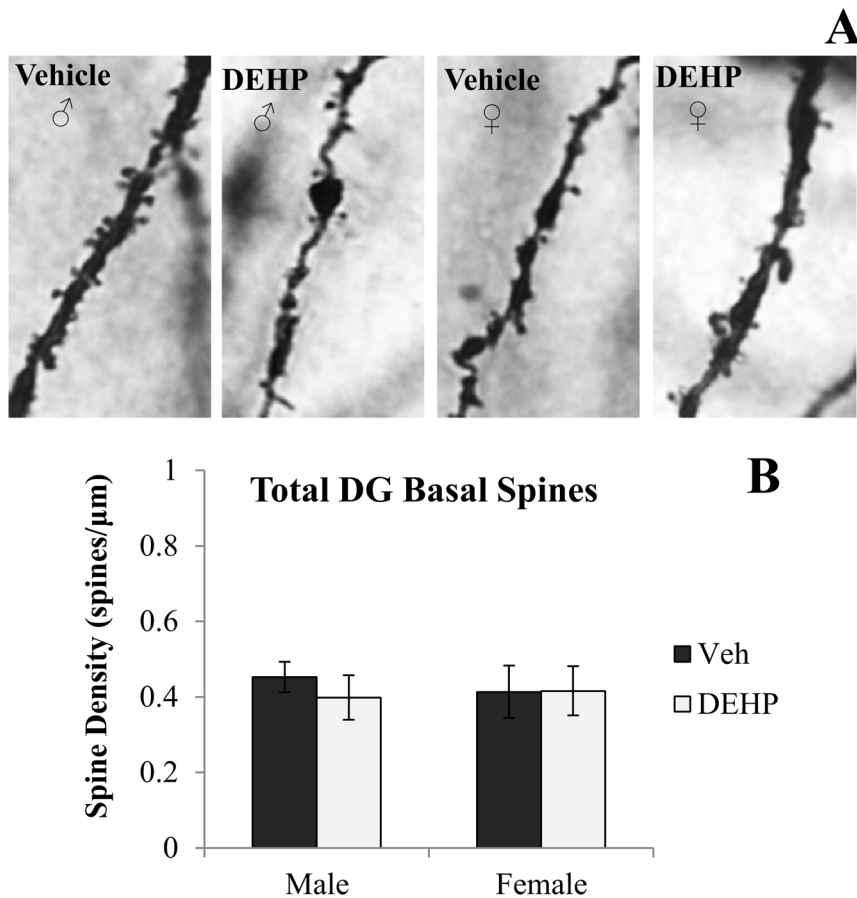 A
Vehicle
♂
DEHP
♂
Vehicle
♀
DEHP
♀
B
Total DG Basal Spines
Spine Density (spines/µm)
1
0.8
0.6
0.4
0.2
0
Male
Female
Veh
DEHP